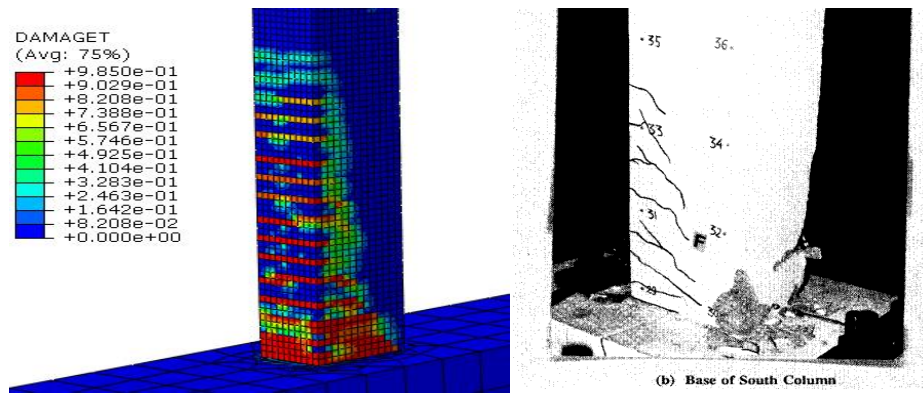 DAMAGET
(Avg: 75%)
+9.850e-01
+9.029e-01
+8.208e-01
+7.388e-01
+6.567e-01
+5.746e-01
+4.925e-01
+4.104e-01
+3.283e-01
+2.463e-01
+1.642e-01
+8.208e-02
+0.000e+00
35 36
33 34
31 32
F
29
(b) Base of South Column